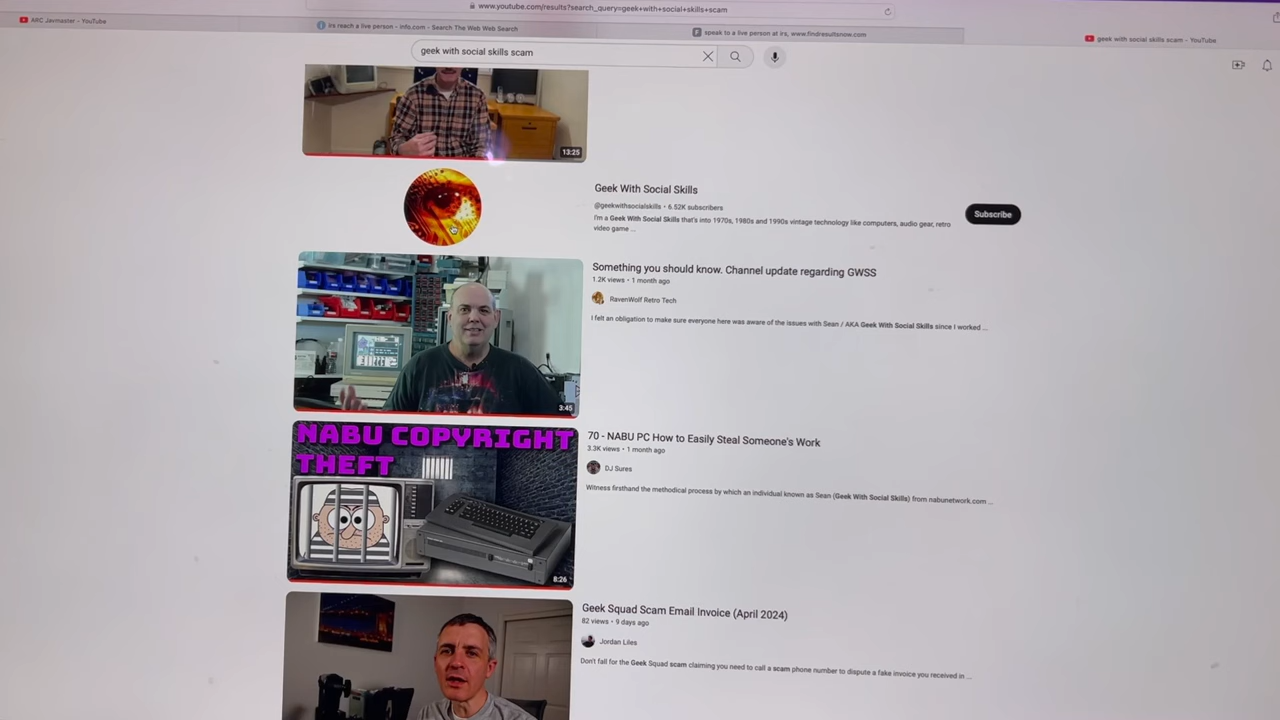 www.youtube.com/results?search_query=geek+with+social+skills+scam
ARC Javmaster - YouTube
irs reach a live person - info.com - Search The Web Web Search
speak to a live person at irs, www.findresultsnow.com
geek with social skills scam - YouTube
geek with social skills scam
13:25
Geek With Social Skills
@geekwithsocialskills • 6.52K subscribers
I'm a Geek With Social Skills that's into 1970s, 1980s and 1990s vintage technology like computers, audio gear, retro
video game ...
Subscribe
Something you should know. Channel update regarding GWSS
1.2K views • 1 month ago
RavenWolf Retro Tech
I felt an obligation to make sure everyone here was aware of the issues with Sean / AKA Geek With Social Skills since I worked ...
3:45
NABU COPYRIGHT
THEFT
8:26
70 - NABU PC How to Easily Steal Someone's Work
3.3K views • 1 month ago
DJ Sures
Witness firsthand the methodical process by which an individual known as Sean (Geek With Social Skills) from nabunetwork.com ...
Geek Squad Scam Email Invoice (April 2024)
82 views • 9 days ago
Jordan Liles
Don't fall for the Geek Squad scam claiming you need to call a scam phone number to dispute a fake invoice you received in ...